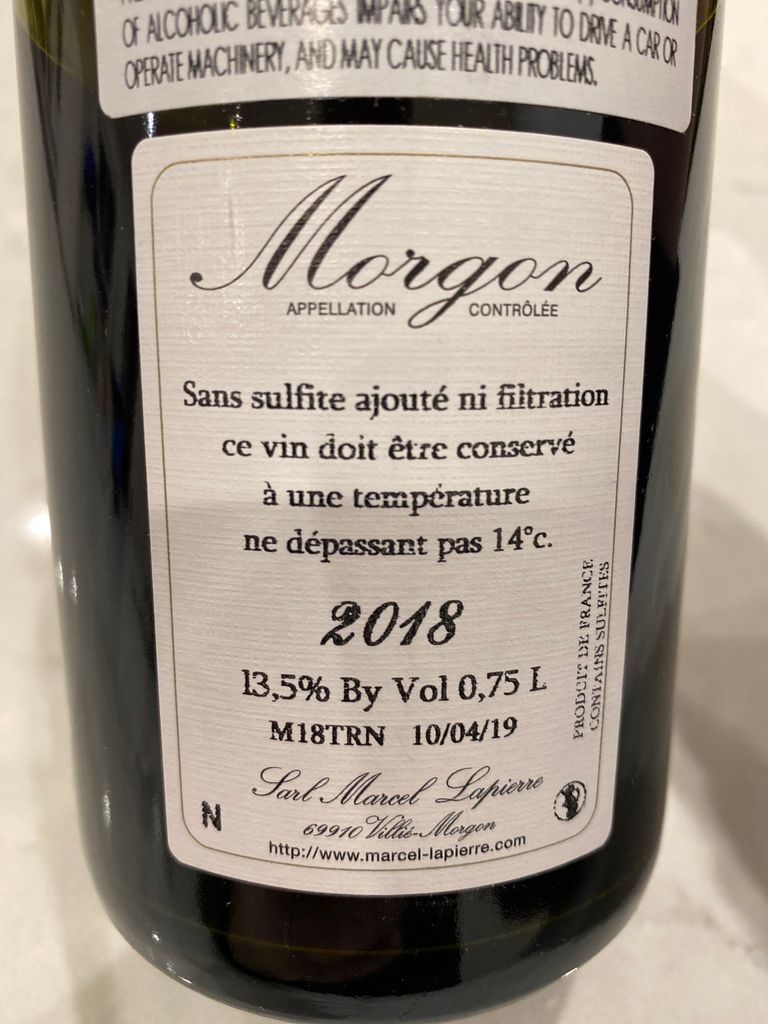 OF ALCOHOLIC BEVERAGES IMPAIRS YOUR ABILITY TO DRIVE A CAR OR
OPERATE MACHINERY, AND MAY CAUSE HEALTH PROBLEMS.
Morgon
APPELLATION CONTRÔLÉE
Sans sulfite ajouté ni filtration
ce vin doit être conservé
à une température
ne dépassant pas 14°c.
2018
13,5% By Vol 0,75 L
M18TRN 10/04/19
PRODUIT DE FRANCE
CONTAINS SULFITES
Sarl Marcel Lapierre
N
69910 Villié-Morgon
http://www.marcel-lapierre.com